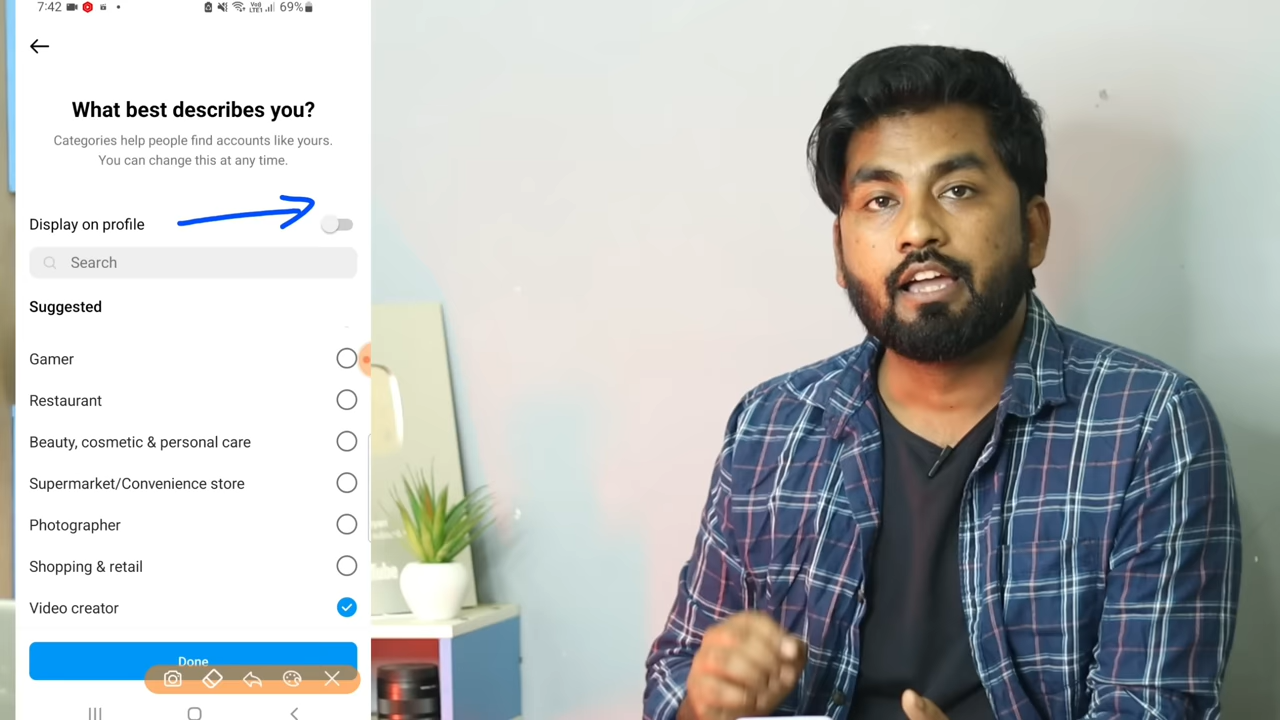 7:42
Vo))
LTE1
69%
What best describes you?
Categories help people find accounts like yours.
You can change this at any time.
Display on profile
Search
Suggested
Gamer
Restaurant
Beauty, cosmetic & personal care
Supermarket/Convenience store
Photographer
Shopping & retail
Video creator
Done